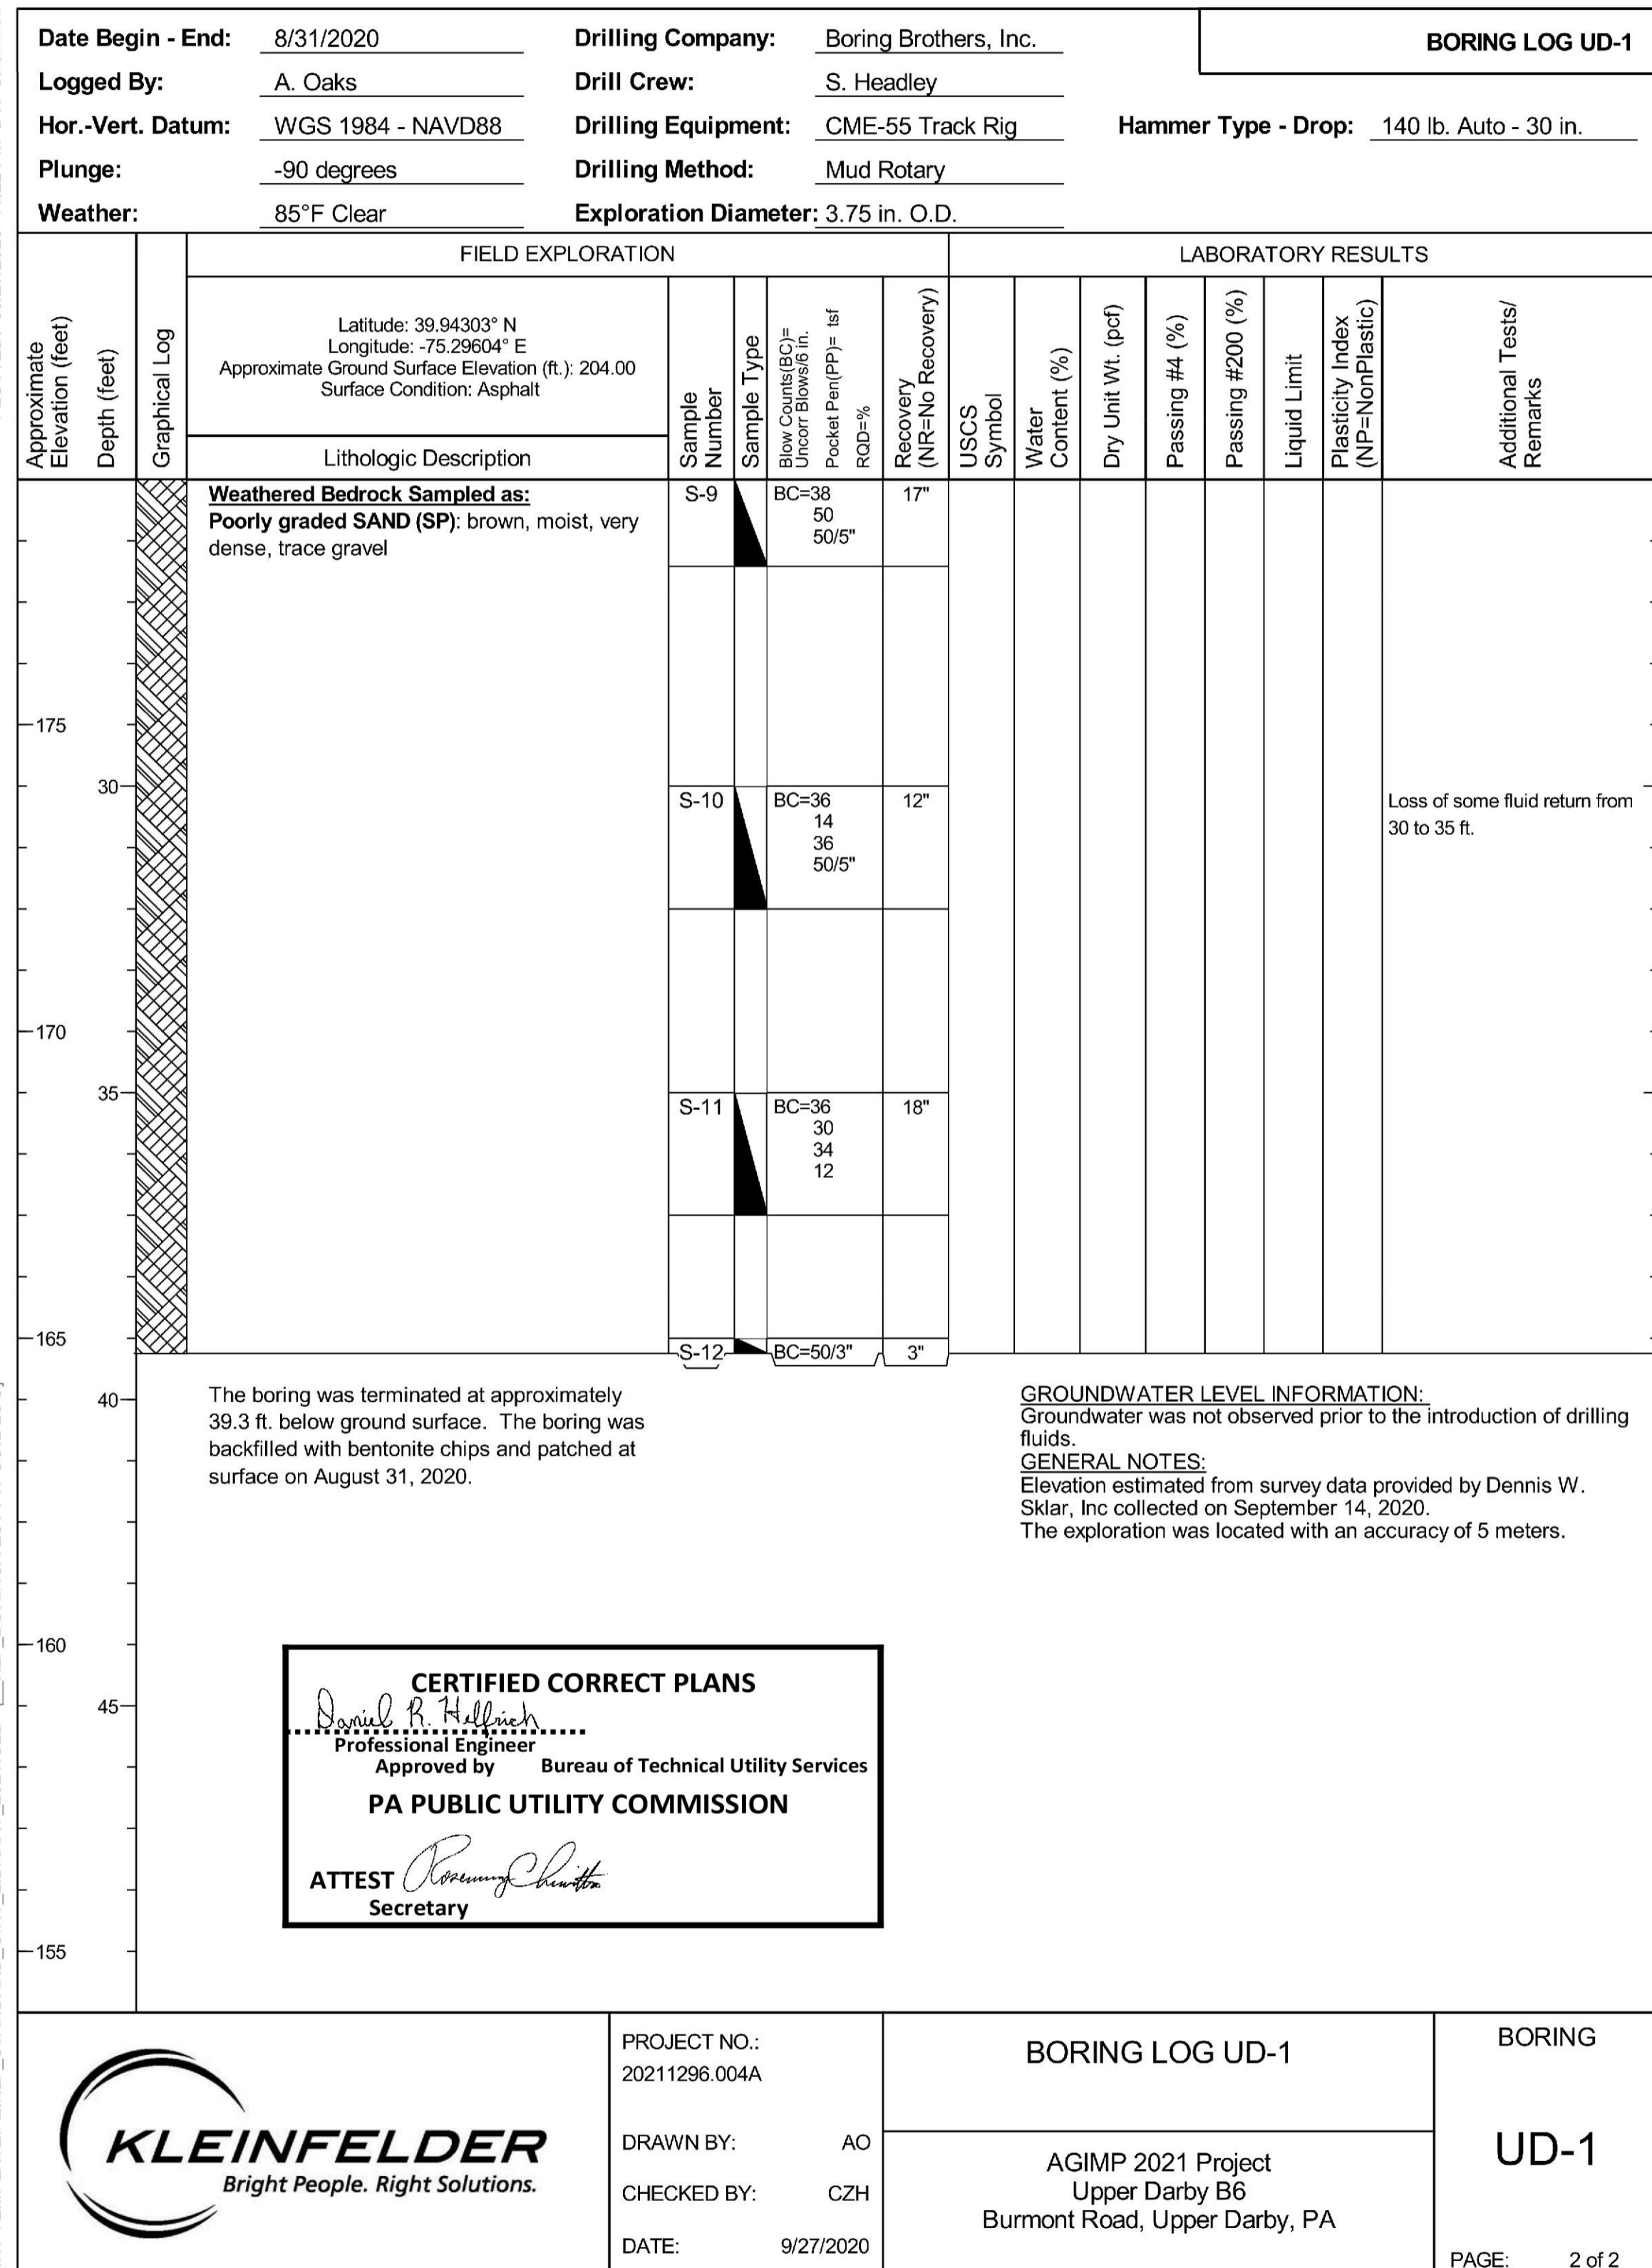 Date Begin - End: 8/31/2020 Drilling Company: Boring Brothers, Inc. BORING LOG UD-1
Logged By: A. Oaks Drill Crew: S. Headley
Hor.-Vert. Datum: WGS 1984 - NAVD88 Drilling Equipment: CME-55 Track Rig Hammer Type - Drop: 140 lb. Auto - 30 in.
Plunge: -90 degrees Drilling Method: Mud Rotary
Weather: 85°F Clear Exploration Diameter: 3.75 in. O.D.
FIELD EXPLORATION LABORATORY RESULTS
Approximate
Elevation (feet)
Depth (feet)
Graphical Log
Latitude: 39.94303° N
Longitude: -75.29604° E
Approximate Ground Surface Elevation (ft.): 204.00
Surface Condition: Asphalt
Lithologic Description
Sample
Number
Sample Type
Blow Counts(BC)=
Uncorr Blows/6 in.
Pocket Pen(PP)= tsf
RQD=%
Recovery
(NR=No Recovery)
USCS
Symbol
Water
Content (%)
Dry Unit Wt. (pcf)
Passing #4 (%)
Passing #200 (%)
Liquid Limit
Plasticity Index
(NP=NonPlastic)
Additional Tests/
Remarks
Weathered Bedrock Sampled as: S-9 BC=38 17"
Poorly graded SAND (SP): brown, moist, very 50
dense, trace gravel 50/5"
175
30
S-10 BC=36 12" Loss of some fluid return from
14
30 to 35 ft.
36
50/5"
170
35
S-11 BC=36 18"
30
34
12
165
S-12 BC=50/3" 3"
40
The boring was terminated at approximately
39.3 ft. below ground surface. The boring was
backfilled with bentonite chips and patched at
surface on August 31, 2020.
GROUNDWATER LEVEL INFORMATION:
Groundwater was not observed prior to the introduction of drilling
fluids.
GENERAL NOTES:
Elevation estimated from survey data provided by Dennis W.
Sklar, Inc collected on September 14, 2020.
The exploration was located with an accuracy of 5 meters.
160
45
155
CERTIFIED CORRECT PLANS
Daniel R. Helfrich
Professional Engineer
Approved by Bureau of Technical Utility Services
PA PUBLIC UTILITY COMMISSION
ATTEST Rosemary Chiavetta
Secretary
KLEINFELDER
Bright People. Right Solutions.
PROJECT NO.:
20211296.004A
DRAWN BY: AO
CHECKED BY: CZH
DATE: 9/27/2020
BORING LOG UD-1
AGIMP 2021 Project
Upper Darby B6
Burmont Road, Upper Darby, PA
BORING
UD-1
PAGE: 2 of 2